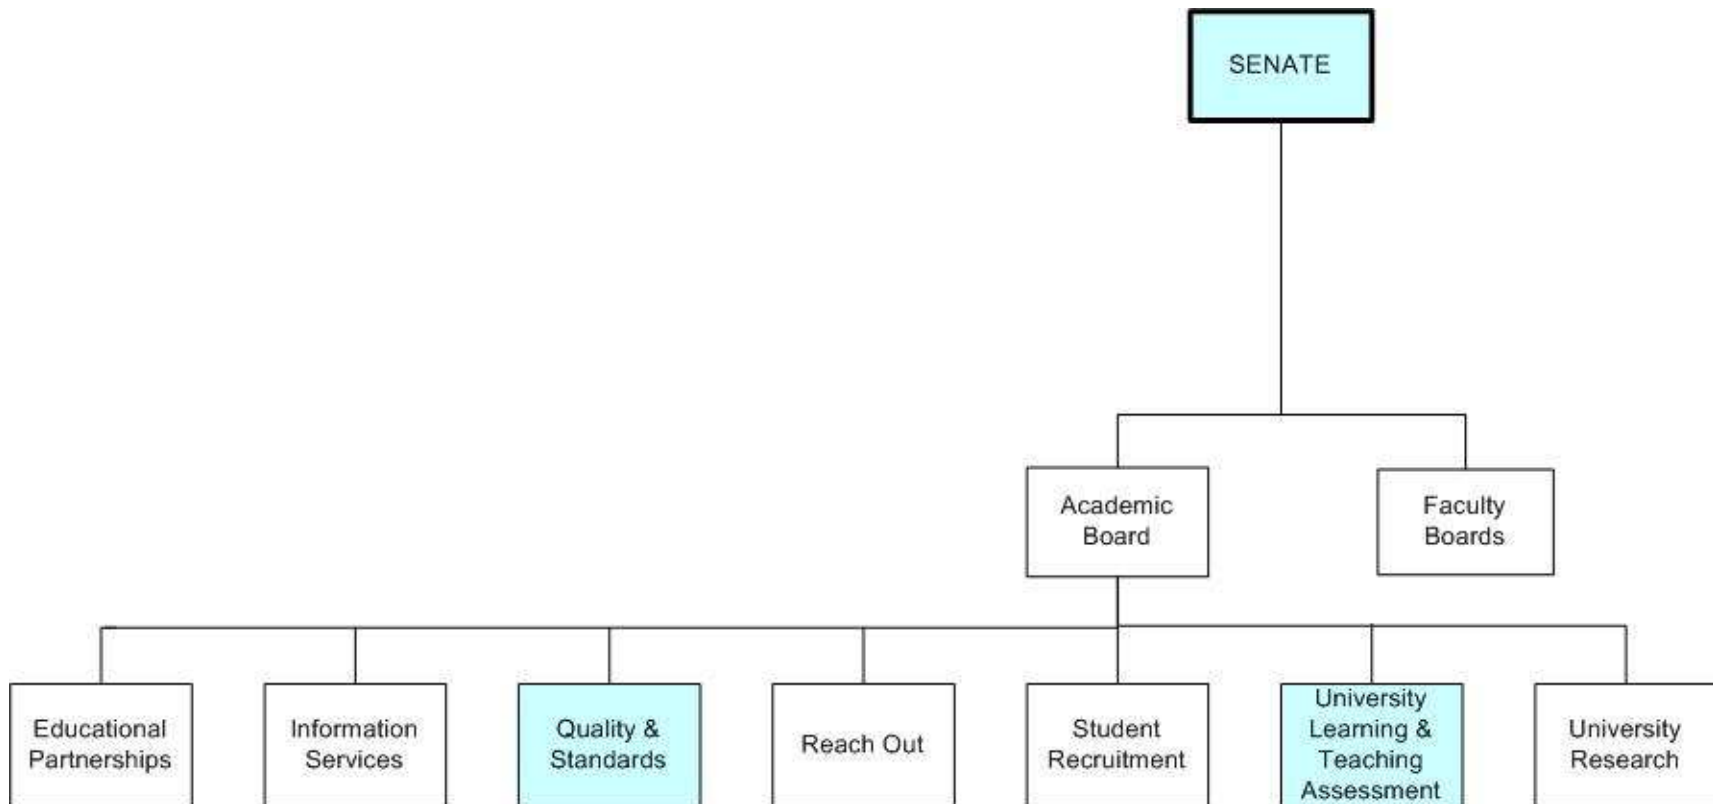 SENATE
Academic
Board
Faculty
Boards
Educational
Partnerships
Information
Services
Quality &
Standards
Reach Out
Student
Recruitment
University
Learning &
Teaching
Assessment
University
Research